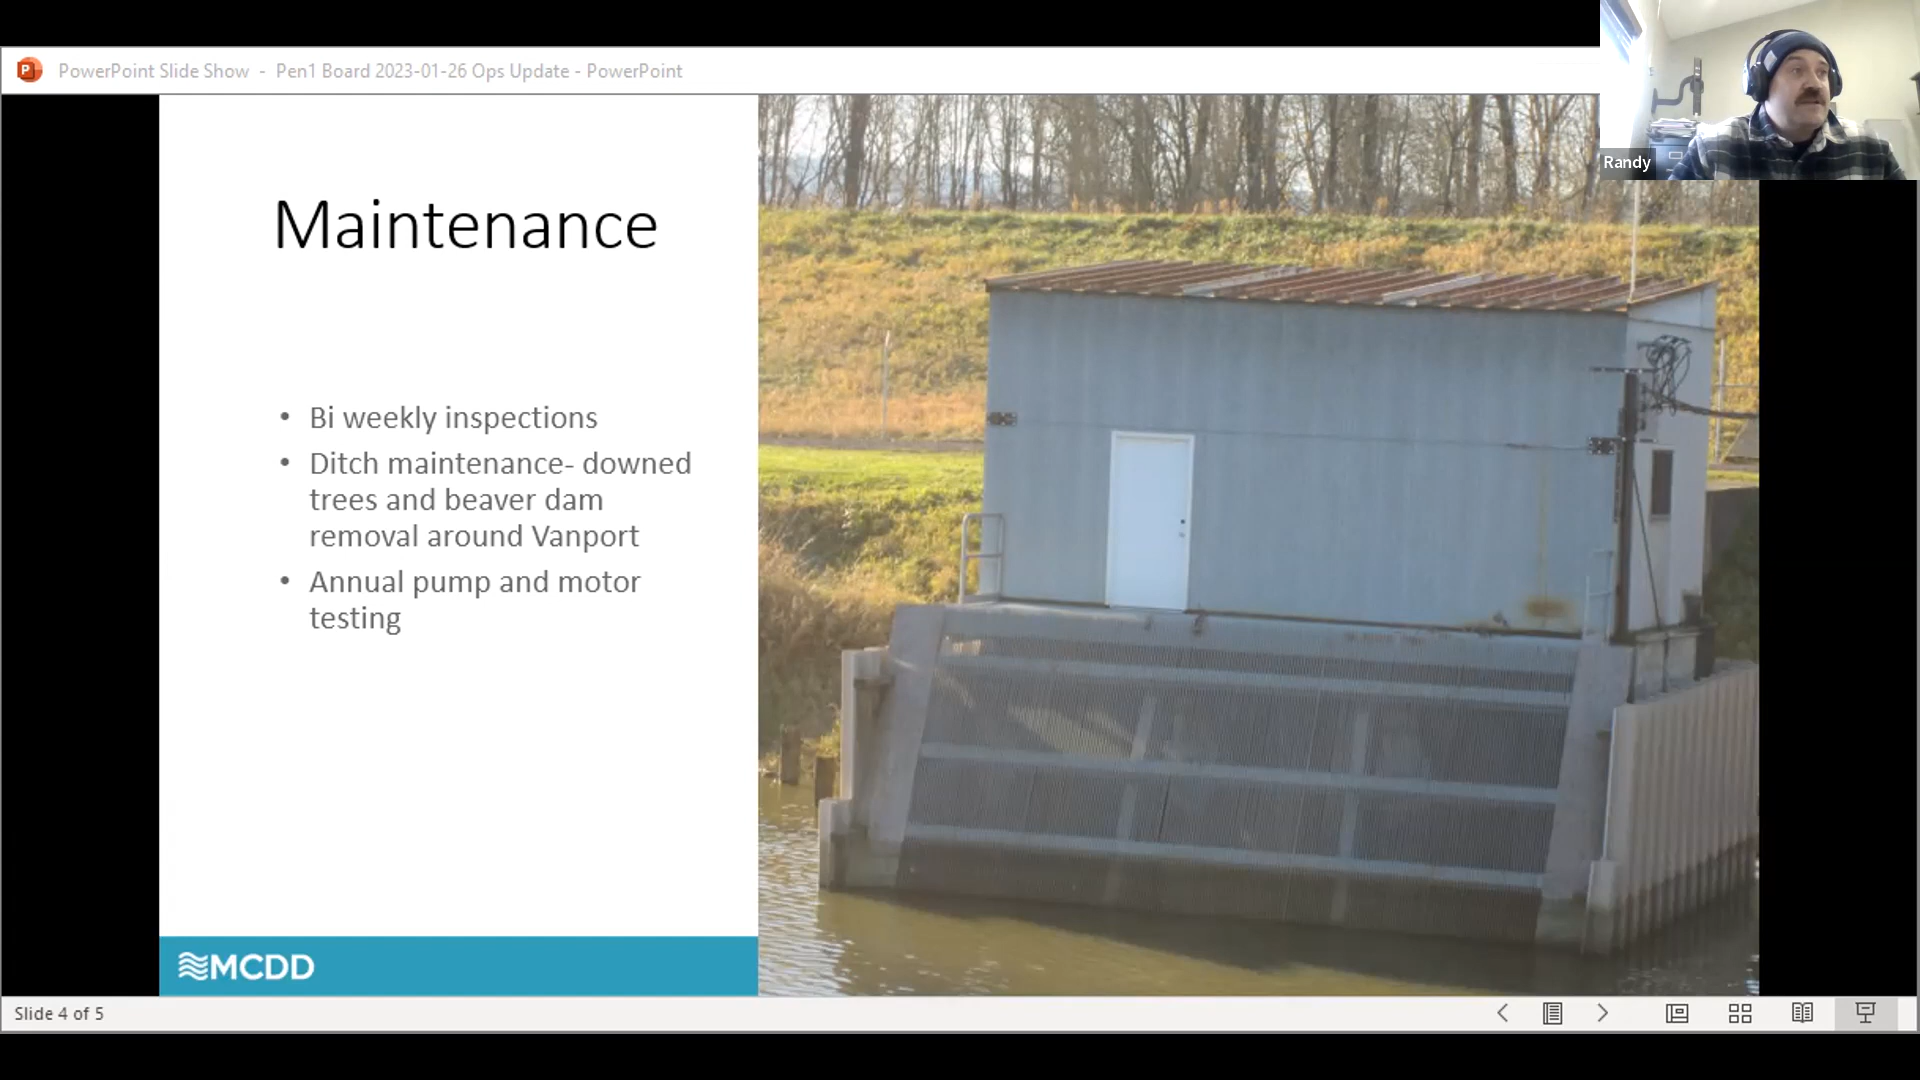 PowerPoint Slide Show - Pen1 Board 2023-01-26 Ops Update - PowerPoint
Randy
Maintenance
• Bi weekly inspections
• Ditch maintenance- downed
trees and beaver dam
removal around Vanport
• Annual pump and motor
testing
MCDD
Slide 4 of 5